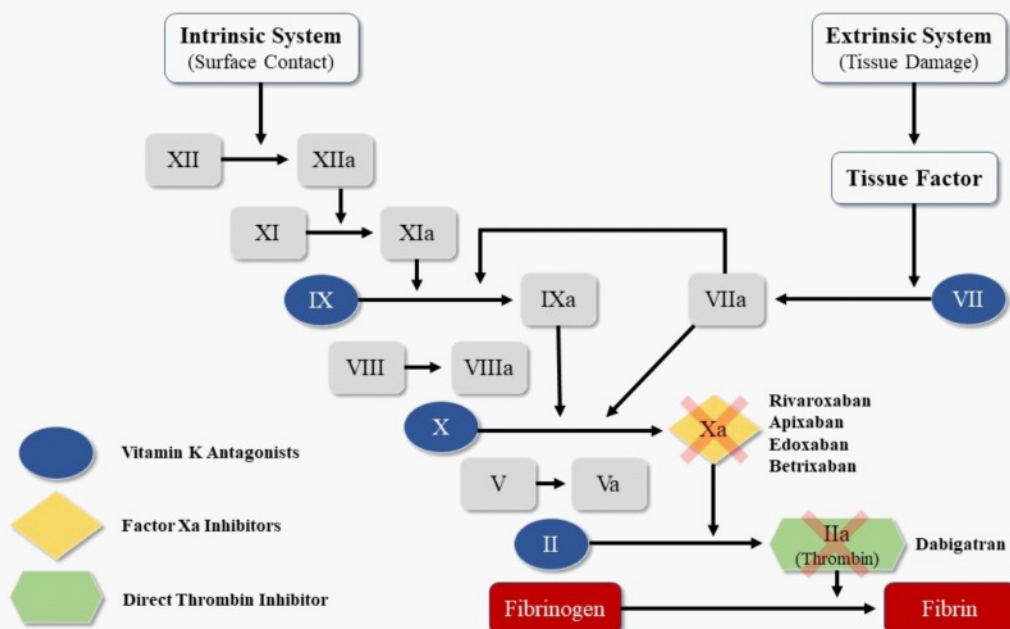 Intrinsic System
(Surface Contact)
Extrinsic System
(Tissue Damage)
XII
XIIa
Tissue Factor
XI
XIa
IX
IXa
VIIa
VII
VIII
VIIIa
X
Xa
Rivaroxaban
Apixaban
Edoxaban
Betrixaban
Vitamin K Antagonists
V
Va
Factor Xa Inhibitors
II
IIa
(Thrombin)
Dabigatran
Direct Thrombin Inhibitor
Fibrinogen
Fibrin